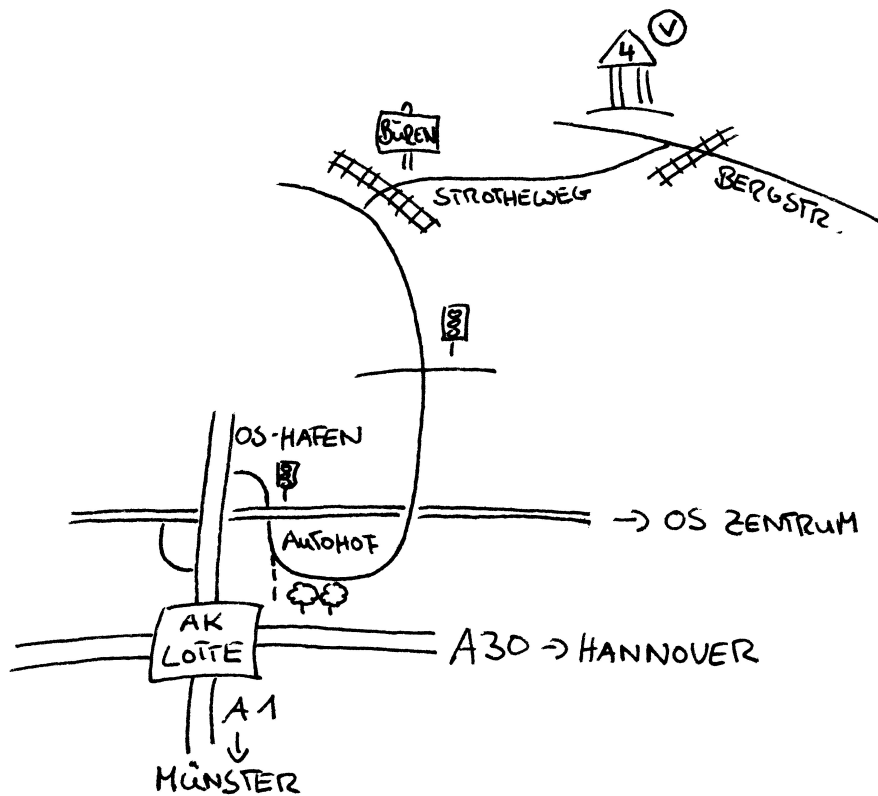 4
V
BÜREN
STROTHEWEG
BERGSTR.
OS-HAFEN
AUTOHOF
→ OS ZENTRUM
AK
LOTTE
A30 → HANNOVER
A1
↓
MÜNSTER